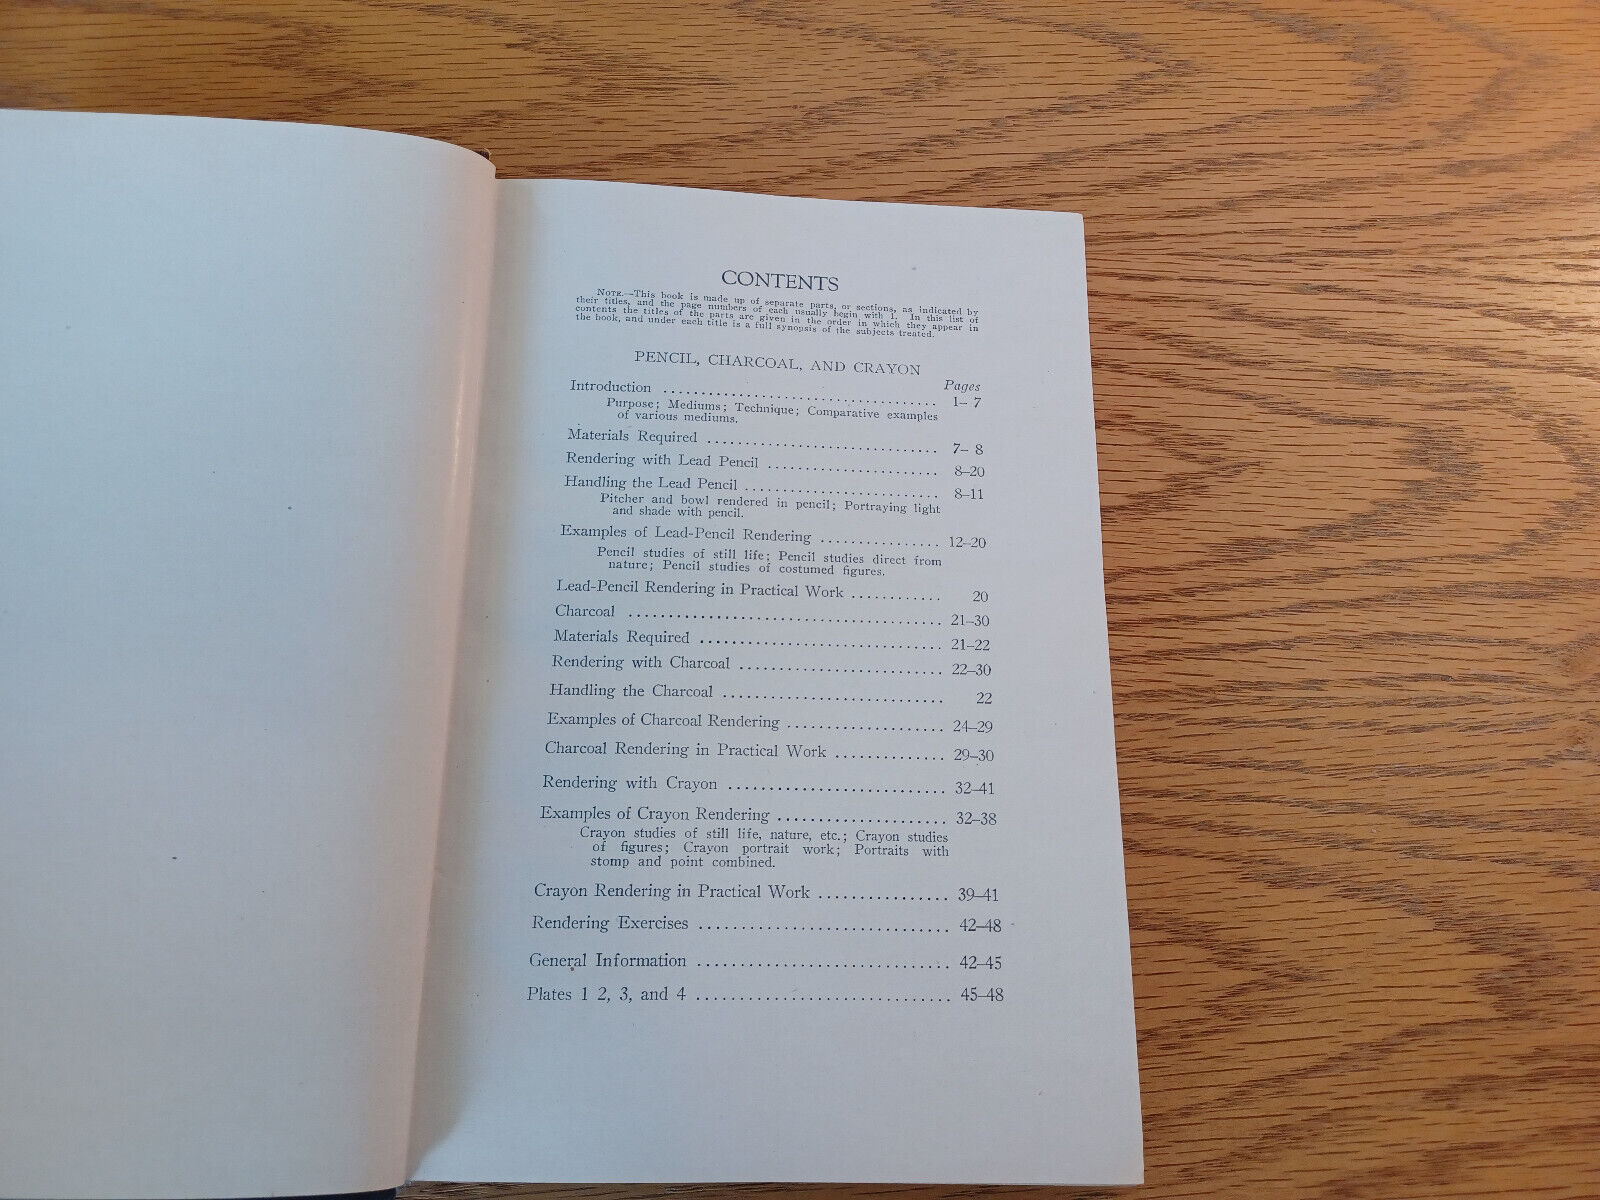 CONTENTS
NOTE.—This book is made up of separate parts, or sections, as indicated by
their titles, and the page numbers of each usually begin with 1. In this list of
contents the titles of the parts are given in the order in which they appear in
the book, and under each title is a full synopsis of the subjects treated.
PENCIL, CHARCOAL, AND CRAYON
Pages
Introduction .................................... 1– 7
Purpose; Mediums; Technique; Comparative examples
of various mediums.
Materials Required .............................. 7– 8
Rendering with Lead Pencil ...................... 8–20
Handling the Lead Pencil ......................... 8–11
Pitcher and bowl rendered in pencil; Portraying light
and shade with pencil.
Examples of Lead-Pencil Rendering ................ 12–20
Pencil studies of still life; Pencil studies direct from
nature; Pencil studies of costumed figures.
Lead-Pencil Rendering in Practical Work ............ 20
Charcoal ......................................... 21–30
Materials Required ................................ 21–22
Rendering with Charcoal ........................... 22–30
Handling the Charcoal ............................. 22
Examples of Charcoal Rendering ..................... 24–29
Charcoal Rendering in Practical Work .............. 29–30
Rendering with Crayon ............................ 32–41
Examples of Crayon Rendering ...................... 32–38
Crayon studies of still life, nature, etc.; Crayon studies
of figures; Crayon portrait work; Portraits with
stomp and point combined.
Crayon Rendering in Practical Work ................ 39–41
Rendering Exercises .............................. 42–48
General Information .............................. 42–45
Plates 1 2, 3, and 4 .............................. 45–48